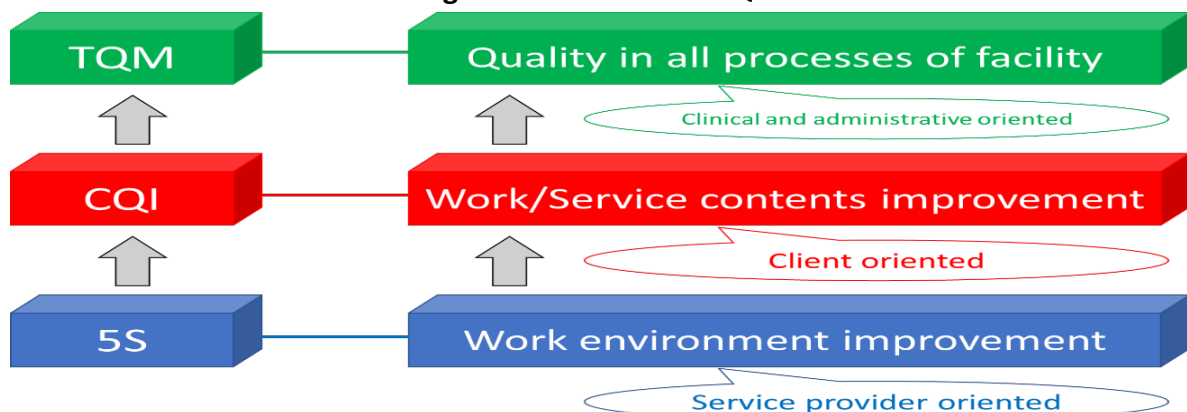 TQM
Quality in all processes of facility
Clinical and administrative oriented
CQI
Work/Service contents improvement
Client oriented
5S
Work environment improvement
Service provider oriented